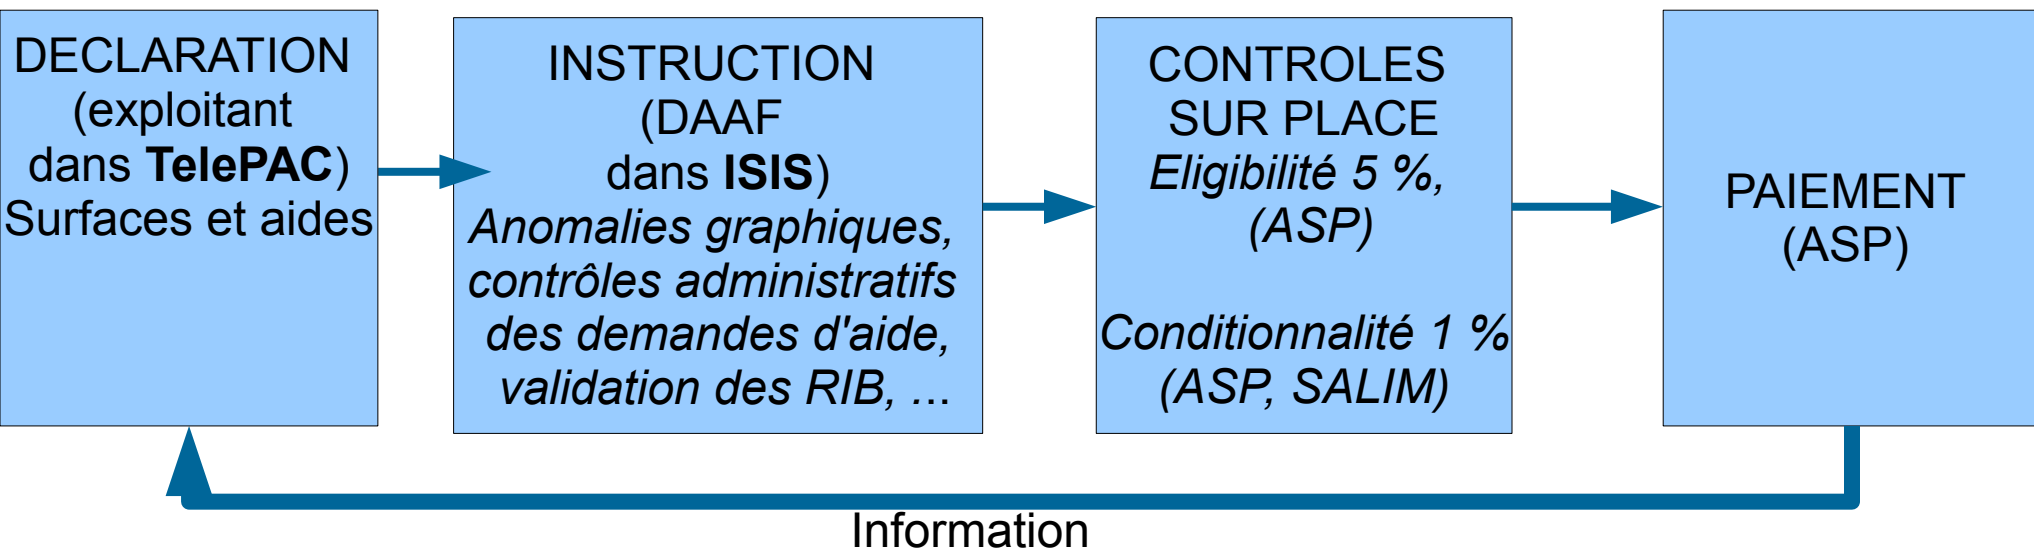 DECLARATION
(exploitant
dans TelePAC)
Surfaces et aides
INSTRUCTION
(DAAF
dans ISIS)
Anomalies graphiques,
contrôles administratifs
des demandes d'aide,
validation des RIB, ...
CONTROLES
SUR PLACE
Eligibilité 5 %,
(ASP)
Conditionnalité 1 %
(ASP, SALIM)
PAIEMENT
(ASP)
Information